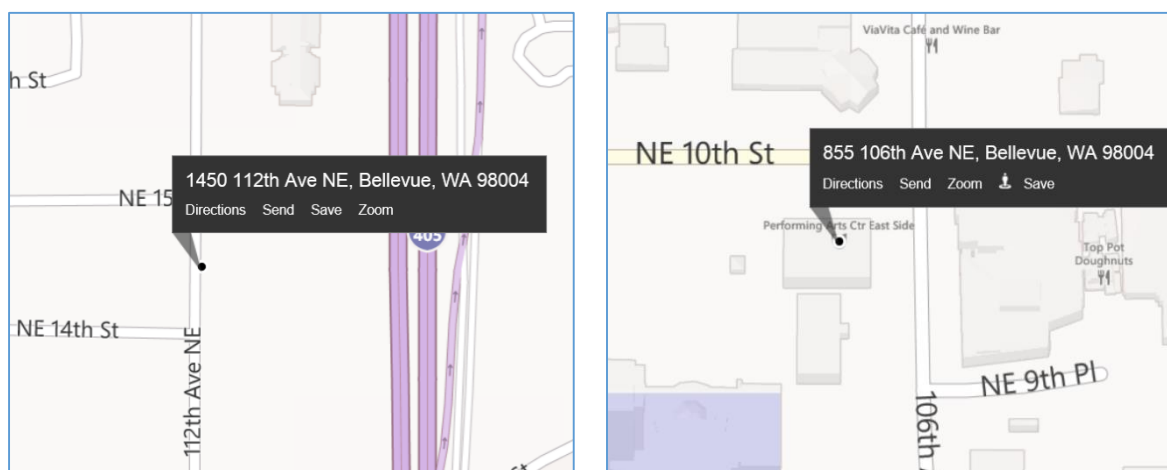 h St
1450 112th Ave NE, Bellevue, WA 98004
Directions Send Save Zoom
NE 15
405
NE 14th St
112th Ave NE
St
ViaVita Café and Wine Bar
NE 10th St
855 106th Ave NE, Bellevue, WA 98004
Directions Send Zoom Save
Performing Arts Ctr East Side
Top Pot
Doughnuts
NE 9th Pl
106th